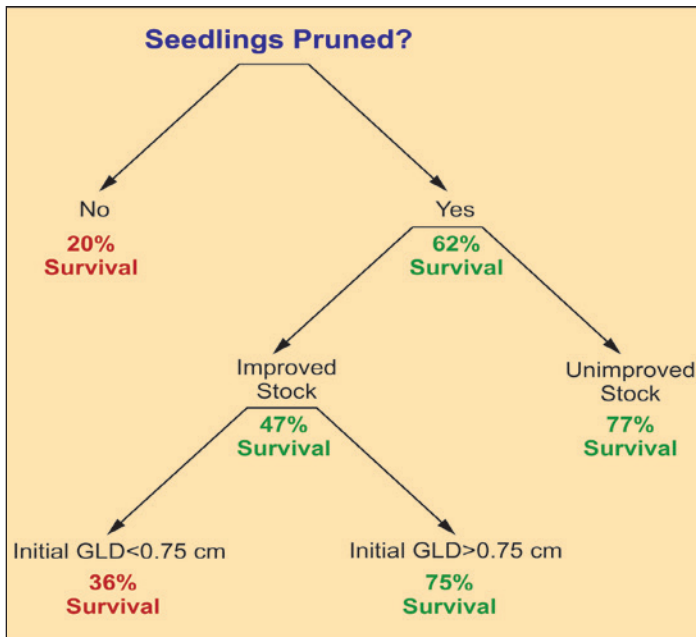 Seedlings Pruned?
No
20%
Survival
Yes
62%
Survival
Improved
Stock
47%
Survival
Unimproved
Stock
77%
Survival
Initial GLD<0.75 cm
36%
Survival
Initial GLD>0.75 cm
75%
Survival